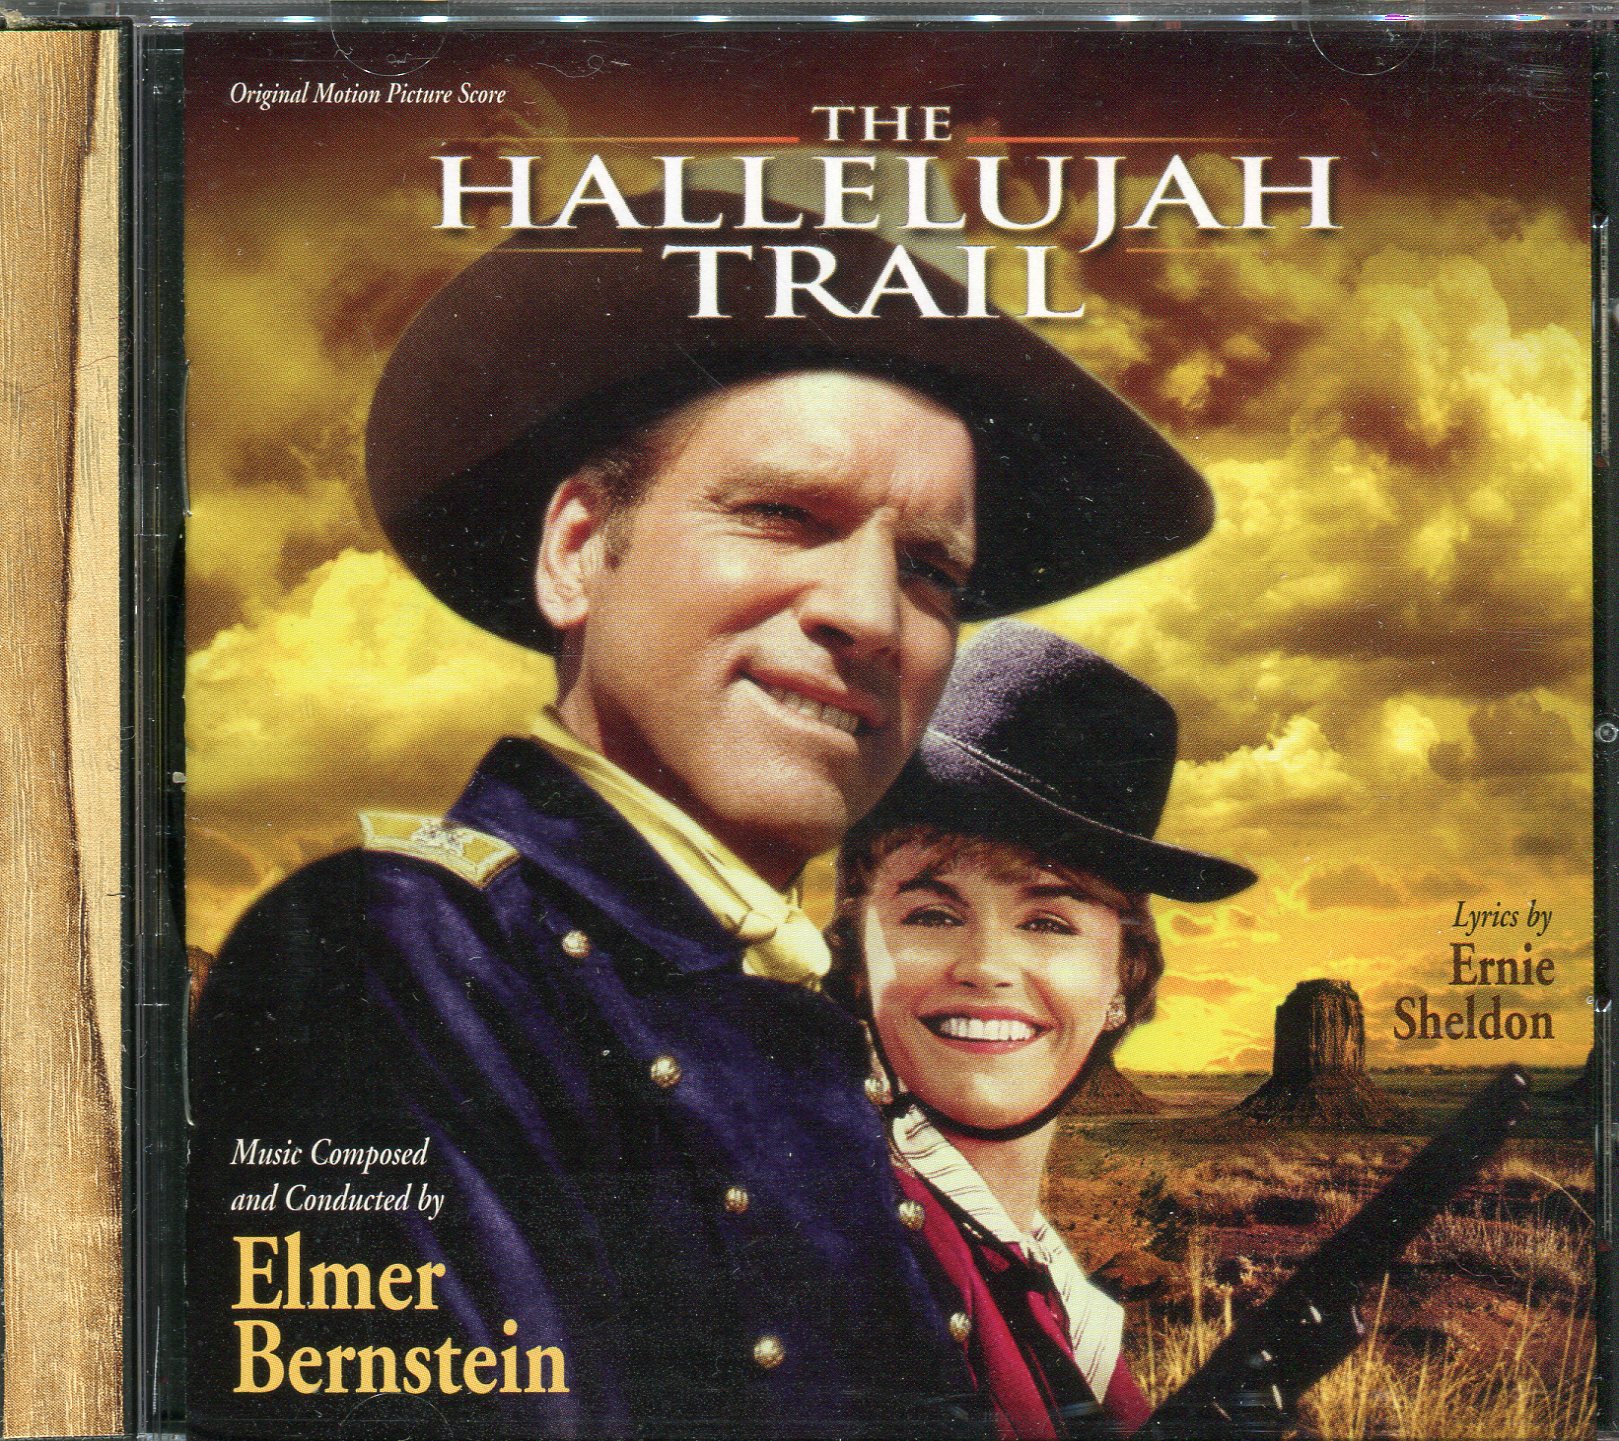 Original Motion Picture Score
THE
HALLELUJAH
TRAIL
Lyrics by
Ernie
Sheldon
Music Composed
and Conducted by
Elmer
Bernstein